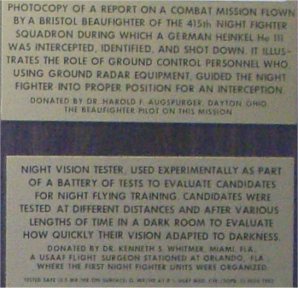 PHOTOCOPY OF A REPORT ON A COMBAT MISSION FLOWN
BY A BRISTOL BEAUFIGHTER OF THE 415th NIGHT FIGHTER
SQUADRON DURING WHICH A GERMAN HEINKEL He III
WAS INTERCEPTED, IDENTIFIED, AND SHOT DOWN. IT ILLUS-
TRATES THE ROLE OF GROUND CONTROL PERSONNEL WHO,
USING GROUND RADAR EQUIPMENT, GUIDED THE NIGHT
FIGHTER INTO PROPER POSITION FOR AN INTERCEPTION.
DONATED BY DR. HAROLD F. AUGSPURGER, DAYTON, OHIO,
THE BEAUFIGHTER PILOT ON THIS MISSION
NIGHT VISION TESTER, USED EXPERIMENTALLY AS PART
OF A BATTERY OF TESTS TO EVALUATE CANDIDATES
FOR NIGHT FLYING TRAINING. CANDIDATES WERE
TESTED AT DIFFERENT DISTANCES AND AFTER VARIOUS
LENGTHS OF TIME IN A DARK ROOM TO EVALUATE
HOW QUICKLY THEIR VISION ADAPTED TO DARKNESS.
DONATED BY DR. KENNETH S. WHITMER, MIAMI, FLA.,
A USAAF FLIGHT SURGEON STATIONED AT ORLANDO, FLA.
WHERE THE FIRST NIGHT FIGHTER UNITS WERE ORGANIZED.
TESTED SAFE